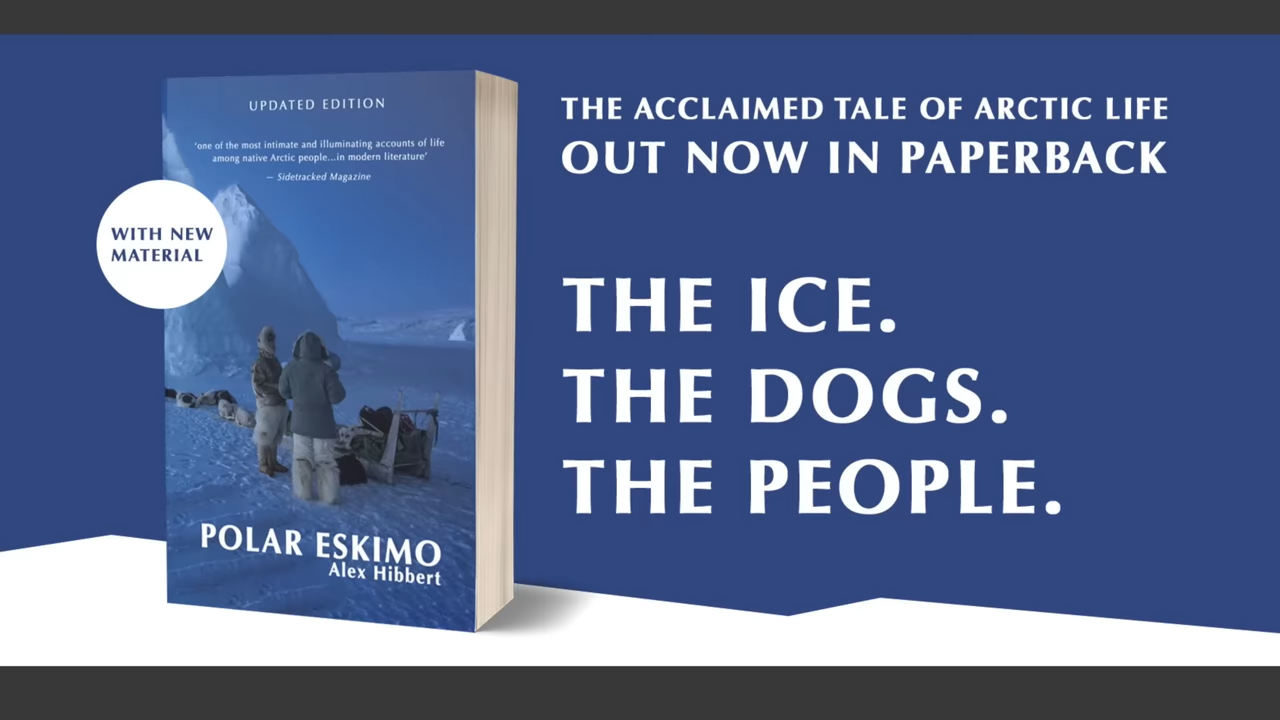 UPDATED EDITION
'one of the most intimate and illuminating accounts of life
among native Arctic people...in modern literature'
— Sidetracked Magazine
WITH NEW
MATERIAL
POLAR ESKIMO
Alex Hibbert
THE ACCLAIMED TALE OF ARCTIC LIFE
OUT NOW IN PAPERBACK
THE ICE.
THE DOGS.
THE PEOPLE.